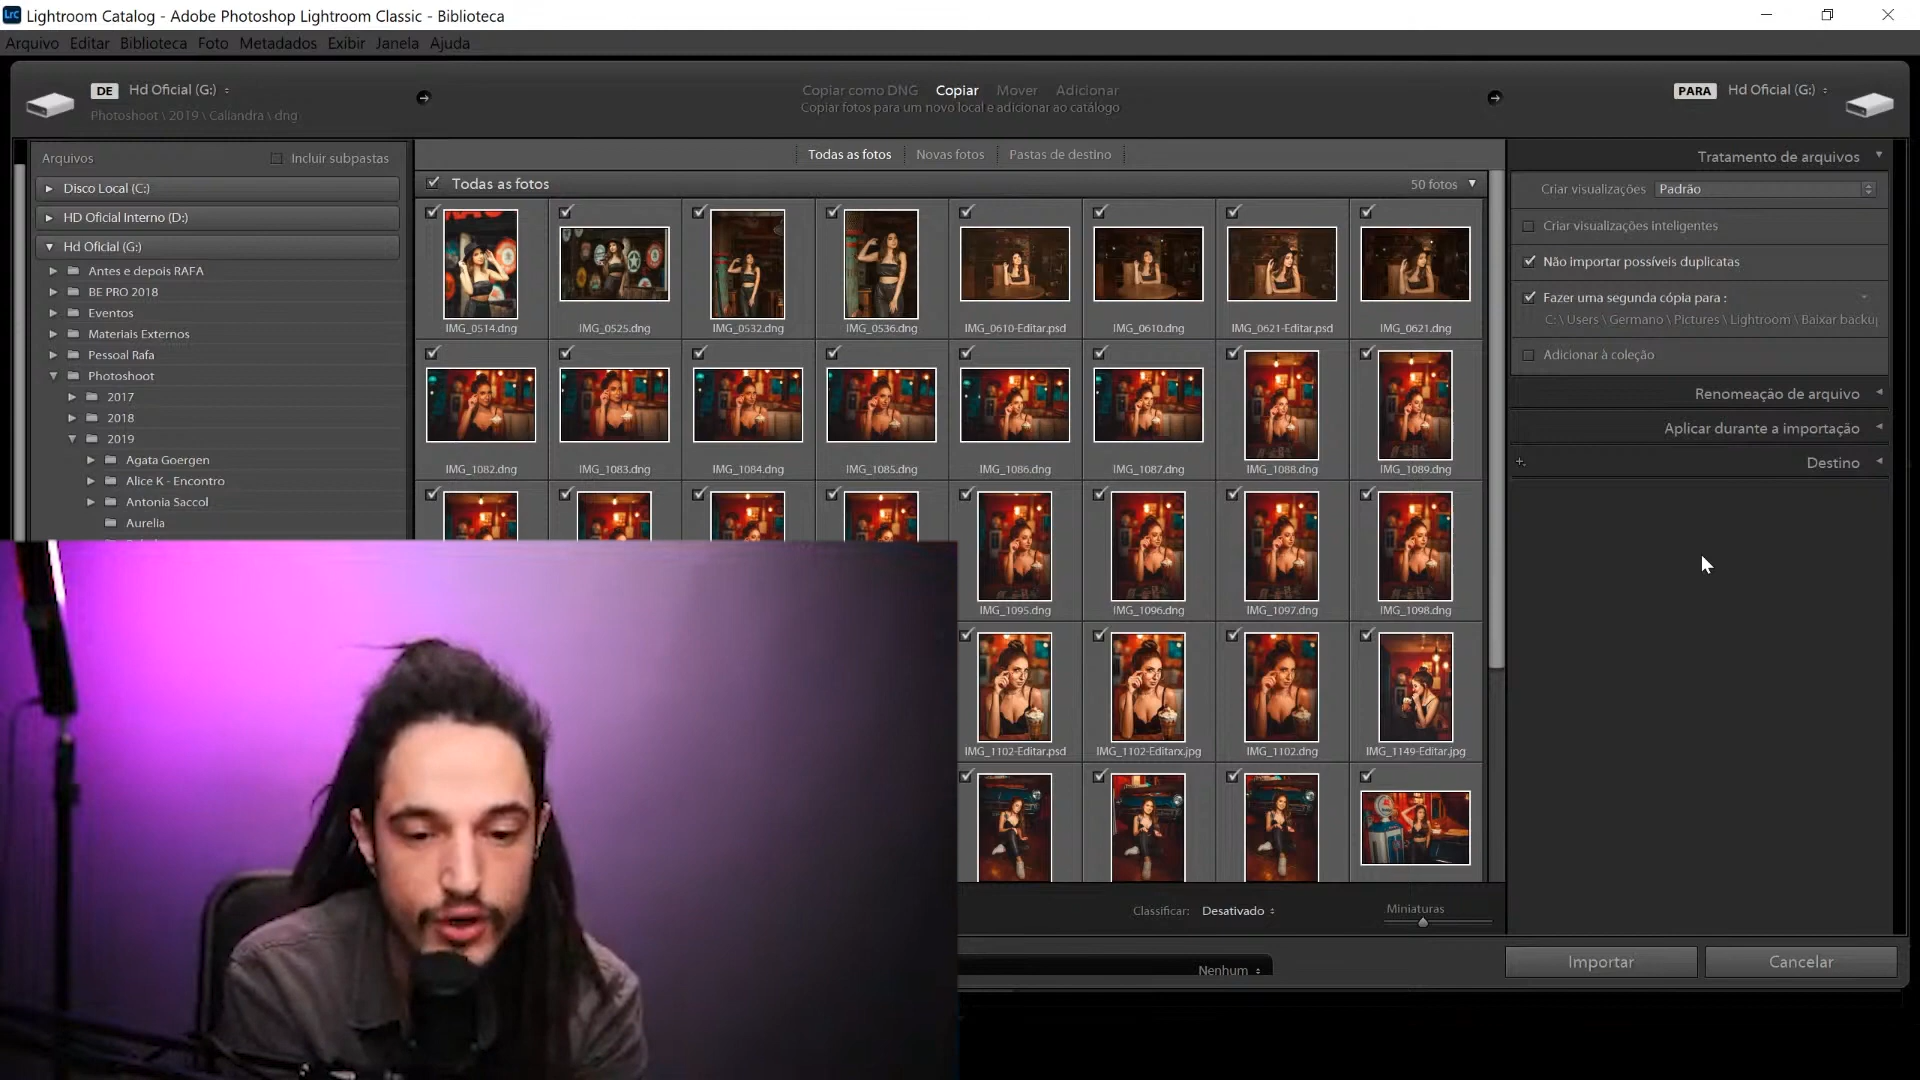 Lightroom Catalog - Adobe Photoshop Lightroom Classic - Biblioteca
Arquivo Editar Biblioteca Foto Metadados Exibir Janela Ajuda
DE Hd Oficial (G:)
Photoshoot \ 2019 \ Caliandra \ dng
Copiar como DNG Copiar Mover Adicionar
Copiar fotos para um novo local e adicionar ao catálogo
PARA Hd Oficial (G:)
Arquivos Incluir subpastas
Disco Local (C:)
HD Oficial Interno (D:)
Hd Oficial (G:)
Antes e depois RAFA
BE PRO 2018
Eventos
Materiais Externos
Pessoal Rafa
Photoshoot
2017
2018
2019
Agata Goergen
Alice K - Encontro
Antonia Saccol
Aurelia
Todas as fotos Novas fotos Pastas de destino
Todas as fotos 50 fotos
IMG_0514.dng IMG_0525.dng IMG_0532.dng IMG_0536.dng IMG_0610-Editar.psd IMG_0610.dng IMG_0621-Editar.psd IMG_0621.dng
IMG_1082.dng IMG_1083.dng IMG_1084.dng IMG_1085.dng IMG_1086.dng IMG_1087.dng IMG_1088.dng IMG_1089.dng
IMG_1095.dng IMG_1096.dng IMG_1097.dng IMG_1098.dng
IMG_1102-Editar.psd IMG_1102-Editarx.jpg IMG_1102.dng IMG_1149-Editar.jpg
Classificar: Desativado Miniaturas
Nenhum
Tratamento de arquivos
Criar visualizações Padrão
Criar visualizações inteligentes
Não importar possíveis duplicatas
Fazer uma segunda cópia para :
C: \ Users \ Germano \ Pictures \ Lightroom \ Baixar backu
Adicionar à coleção
Renomeação de arquivo
Aplicar durante a importação
Destino
Importar Cancelar